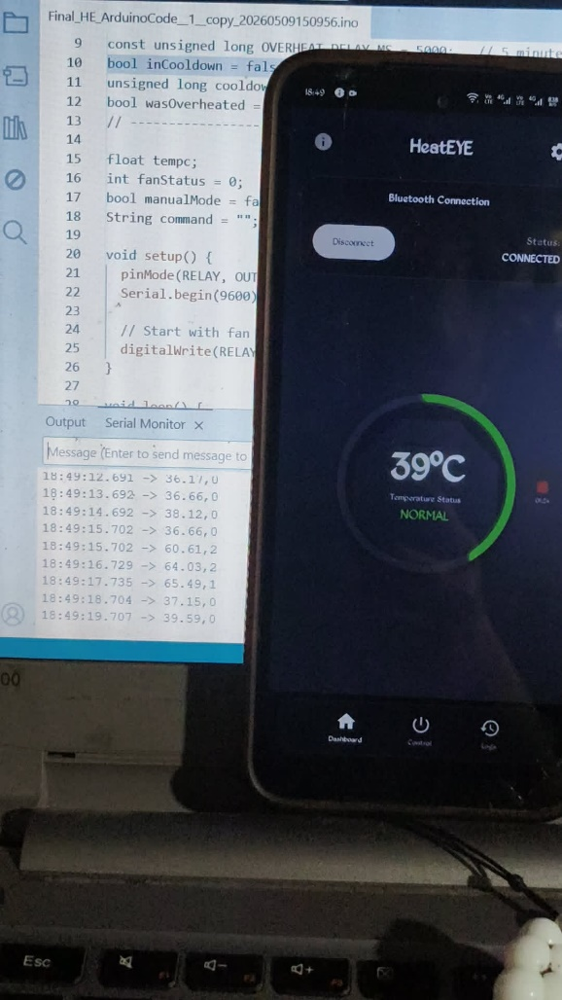 Final_HE_ArduinoCode__1__copy_20260509150956.ino
9 const unsigned long OVERHEAT_DELAY_MS = 5000; // 5 minute
10 bool inCooldown = fals
11 unsigned long cooldow
12 bool wasOverheated =
13 // -----------------
14
15 float tempc;
16 int fanStatus = 0;
17 bool manualMode = fa
18 String command = "";
19
20 void setup() {
21 pinMode(RELAY, OUT
22 Serial.begin(9600)
23
24 // Start with fan
25 digitalWrite(RELAY
26 }
27
28 void loop() {
Output Serial Monitor ×
Message (Enter to send message to
18:49:12.691 -> 36.17,0
18:49:13.692 -> 36.66,0
18:49:14.692 -> 38.12,0
18:49:15.702 -> 36.66,0
18:49:15.702 -> 60.61,2
18:49:16.729 -> 64.03,2
18:49:17.735 -> 65.49,1
18:49:18.704 -> 37.15,0
18:49:19.707 -> 39.59,0
18:49
HeatEYE
Bluetooth Connection
Disconnect
Status:
CONNECTED
39°C
Temperature Status
NORMAL
Dashboard
Control
Logs
00
Esc